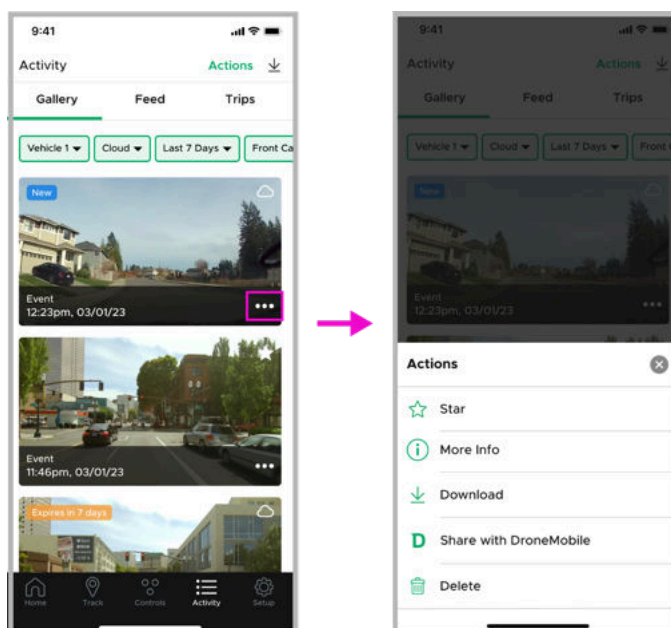 9:41
Activity
Actions
Gallery Feed Trips
Vehicle 1 Cloud Last 7 Days Front Ca
New
Event
12:23pm, 03/01/23
Event
11:46pm, 03/01/23
Expires in 7 days
Home Track Controls Activity Setup
9:41
Activity
Actions
Gallery Feed Trips
Vehicle 1 Cloud Last 7 Days Front
New
Event
12:23pm, 03/01/23
Actions
Star
More Info
Download
D Share with DroneMobile
Delete